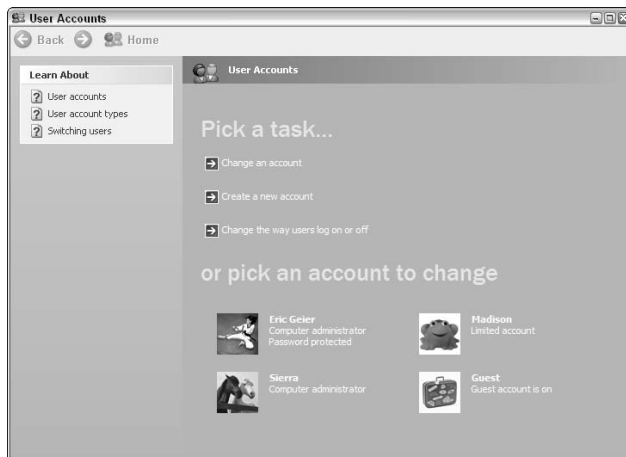 User Accounts
Back Home
Learn About
User accounts
User account types
Switching users
User Accounts
Pick a task...
Change an account
Create a new account
Change the way users log on or off
or pick an account to change
Eric Geier
Computer administrator
Password protected
Madison
Limited account
Sierra
Computer administrator
Guest
Guest account is on